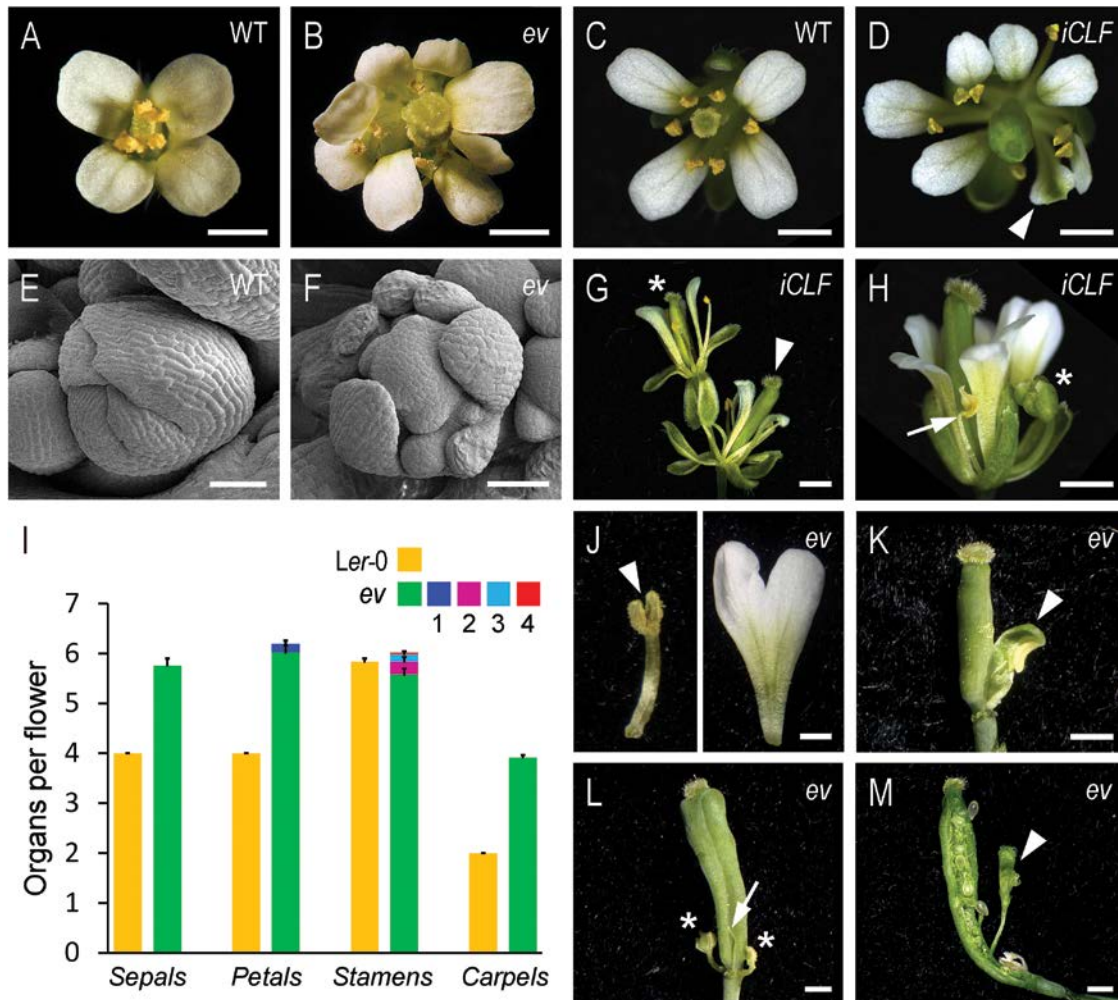 A WT
B ev
C WT
D iCLF
E WT
F ev
G * iCLF
H iCLF *
I
Ler-0
ev
1 2 3 4
7
6
5
4
3
2
1
0
Organs per flower
Sepals Petals Stamens Carpels
J ev
K ev
L ev
* *
M ev